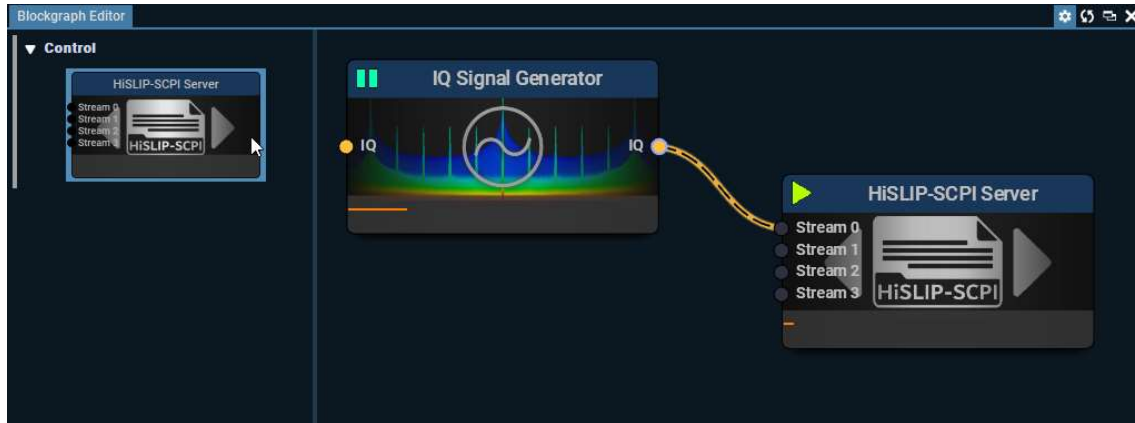 Blockgraph Editor
Control
HiSLIP-SCPI Server
Stream 0
Stream 1
Stream 2
Stream 3
HiSLIP-SCPI
IQ Signal Generator
IQ
IQ
HiSLIP-SCPI Server
Stream 0
Stream 1
Stream 2
Stream 3
HiSLIP-SCPI